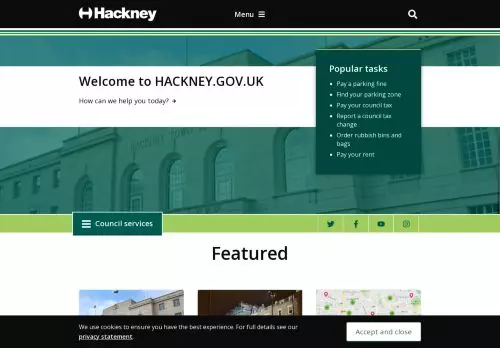 Hackney
Menu
Welcome to HACKNEY.GOV.UK
How can we help you today?
Popular tasks
Pay a parking fine
Find your parking zone
Pay your council tax
Report a council tax
change
Order rubbish bins and
bags
Pay your rent
HACKNEY TOWN HALL
Council services
Featured
We use cookies to ensure you have the best experience. For full details see our
privacy statement.
Accept and close